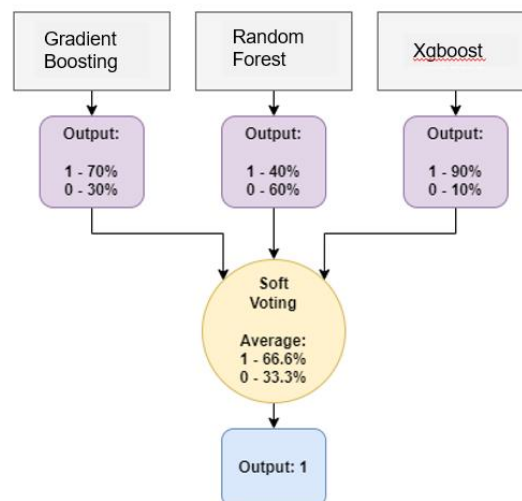 Gradient
Boosting
Random
Forest
Xgboost
Output:
1 - 70%
0 - 30%
Output:
1 - 40%
0 - 60%
Output:
1 - 90%
0 - 10%
Soft
Voting
Average:
1 - 66.6%
0 - 33.3%
Output: 1